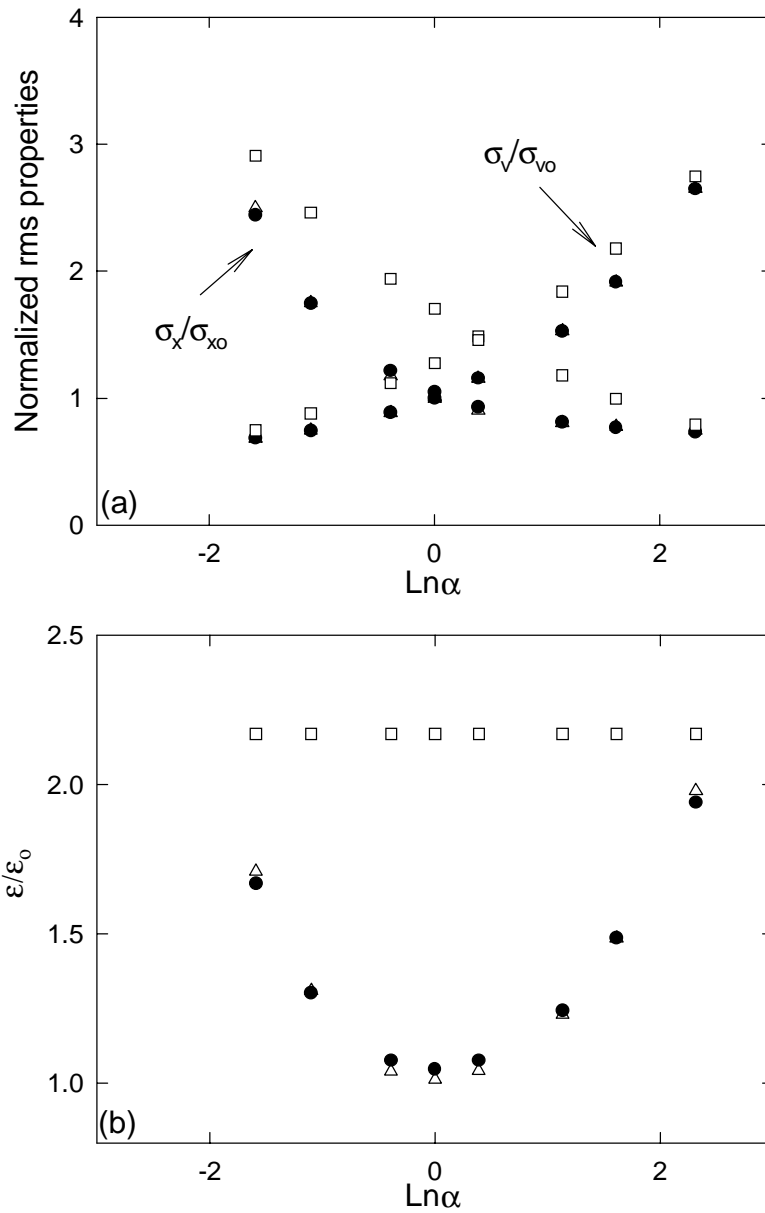 4
3
2
1
0
Normalized rms properties
σx/σxo
σv/σvo
(a)
-2 0 2
Lnα
2.5
2.0
1.5
1.0
ε/εo
(b)
-2 0 2
Lnα